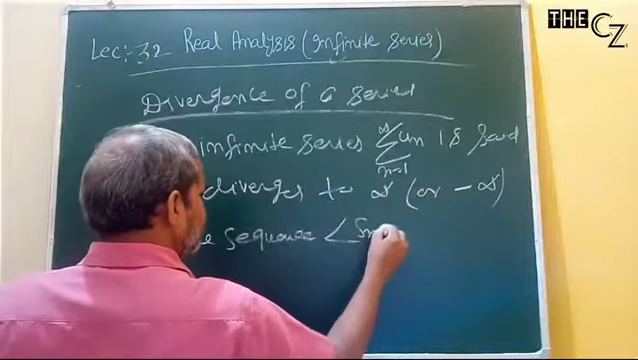 THE CZ
Lec:- 32 Real Analysis (Infinite series)
Divergence of a series
infinite series ∞∑n=1 un is said
diverges to ∞ (or -∞)
sequence <Sn